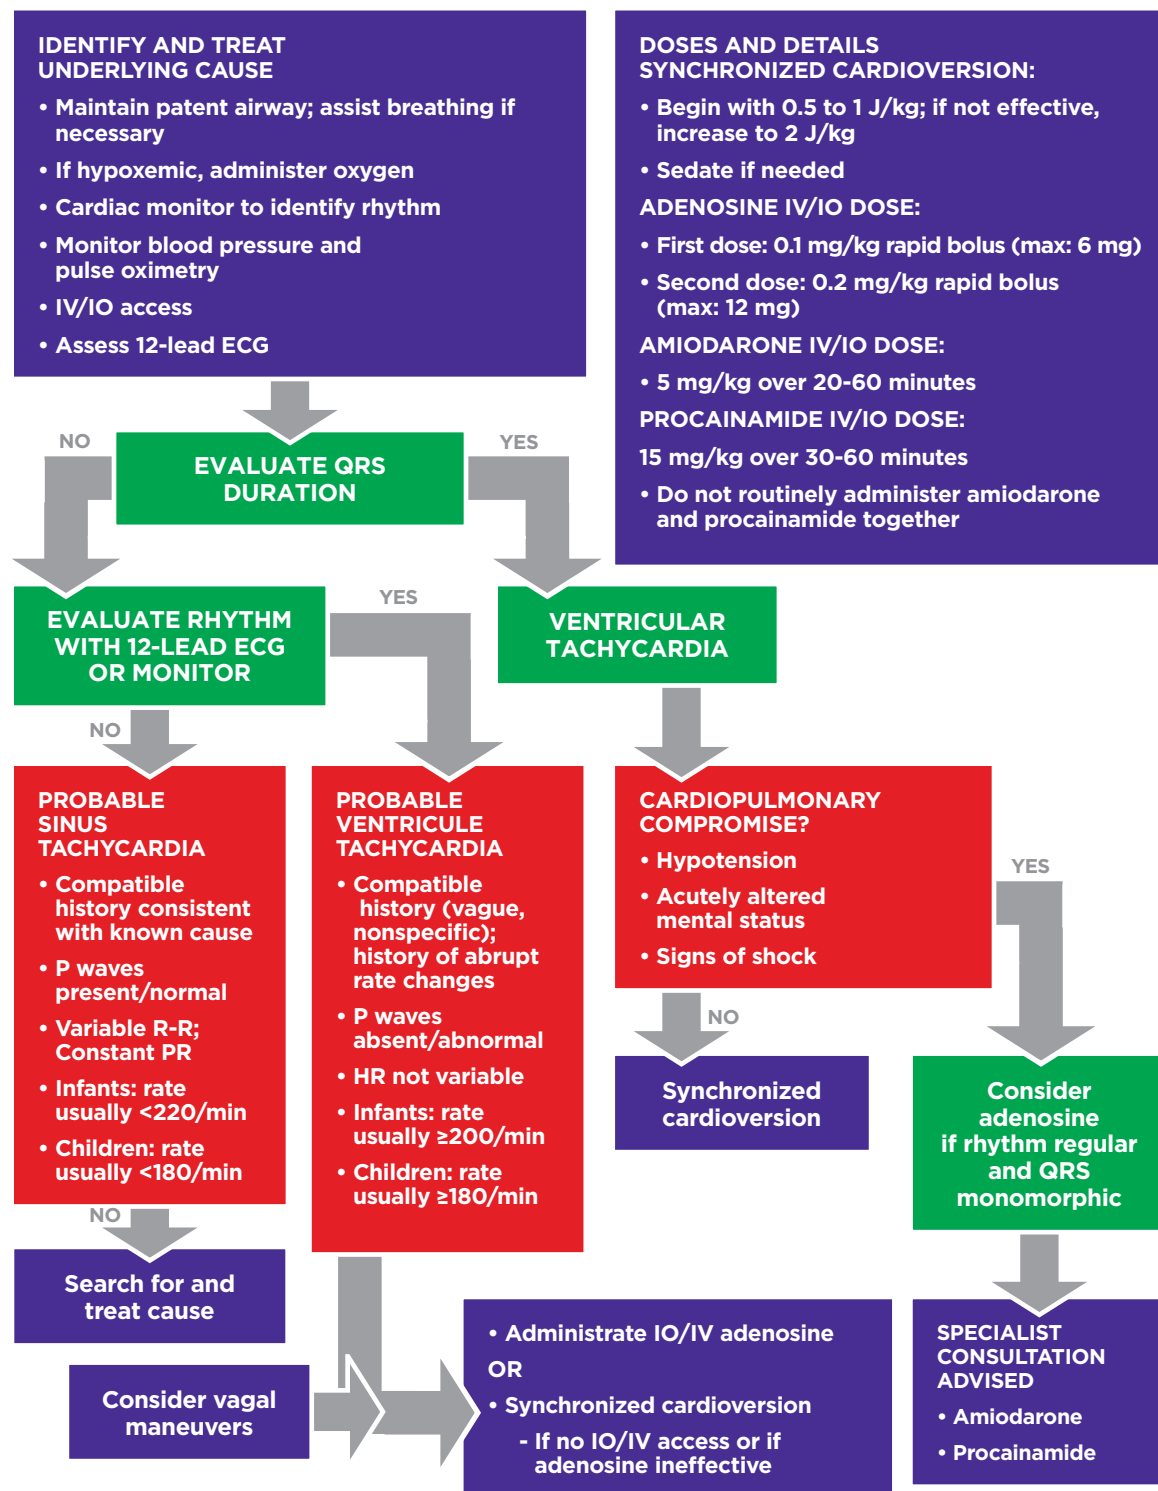 IDENTIFY AND TREAT
UNDERLYING CAUSE
• Maintain patent airway; assist breathing if
necessary
• If hypoxemic, administer oxygen
• Cardiac monitor to identify rhythm
• Monitor blood pressure and
pulse oximetry
• IV/IO access
• Assess 12-lead ECG
DOSES AND DETAILS
SYNCHRONIZED CARDIOVERSION:
• Begin with 0.5 to 1 J/kg; if not effective,
increase to 2 J/kg
• Sedate if needed
ADENOSINE IV/IO DOSE:
• First dose: 0.1 mg/kg rapid bolus (max: 6 mg)
• Second dose: 0.2 mg/kg rapid bolus
(max: 12 mg)
AMIODARONE IV/IO DOSE:
• 5 mg/kg over 20-60 minutes
PROCAINAMIDE IV/IO DOSE:
15 mg/kg over 30-60 minutes
• Do not routinely administer amiodarone
and procainamide together
NO
EVALUATE QRS
DURATION
YES
EVALUATE RHYTHM
WITH 12-LEAD ECG
OR MONITOR
YES
VENTRICULAR
TACHYCARDIA
NO
PROBABLE
SINUS
TACHYCARDIA
• Compatible
history consistent
with known cause
• P waves
present/normal
• Variable R-R;
Constant PR
• Infants: rate
usually <220/min
• Children: rate
usually <180/min
PROBABLE
VENTRICULE
TACHYCARDIA
• Compatible
history (vague,
nonspecific);
history of abrupt
rate changes
• P waves
absent/abnormal
• HR not variable
• Infants: rate
usually ≥200/min
• Children: rate
usually ≥180/min
CARDIOPULMONARY
COMPROMISE?
• Hypotension
• Acutely altered
mental status
• Signs of shock
YES
NO
Synchronized
cardioversion
Consider
adenosine
if rhythm regular
and QRS
monomorphic
NO
Search for and
treat cause
Consider vagal
maneuvers
• Administrate IO/IV adenosine
OR
• Synchronized cardioversion
- If no IO/IV access or if
adenosine ineffective
SPECIALIST
CONSULTATION
ADVISED
• Amiodarone
• Procainamide